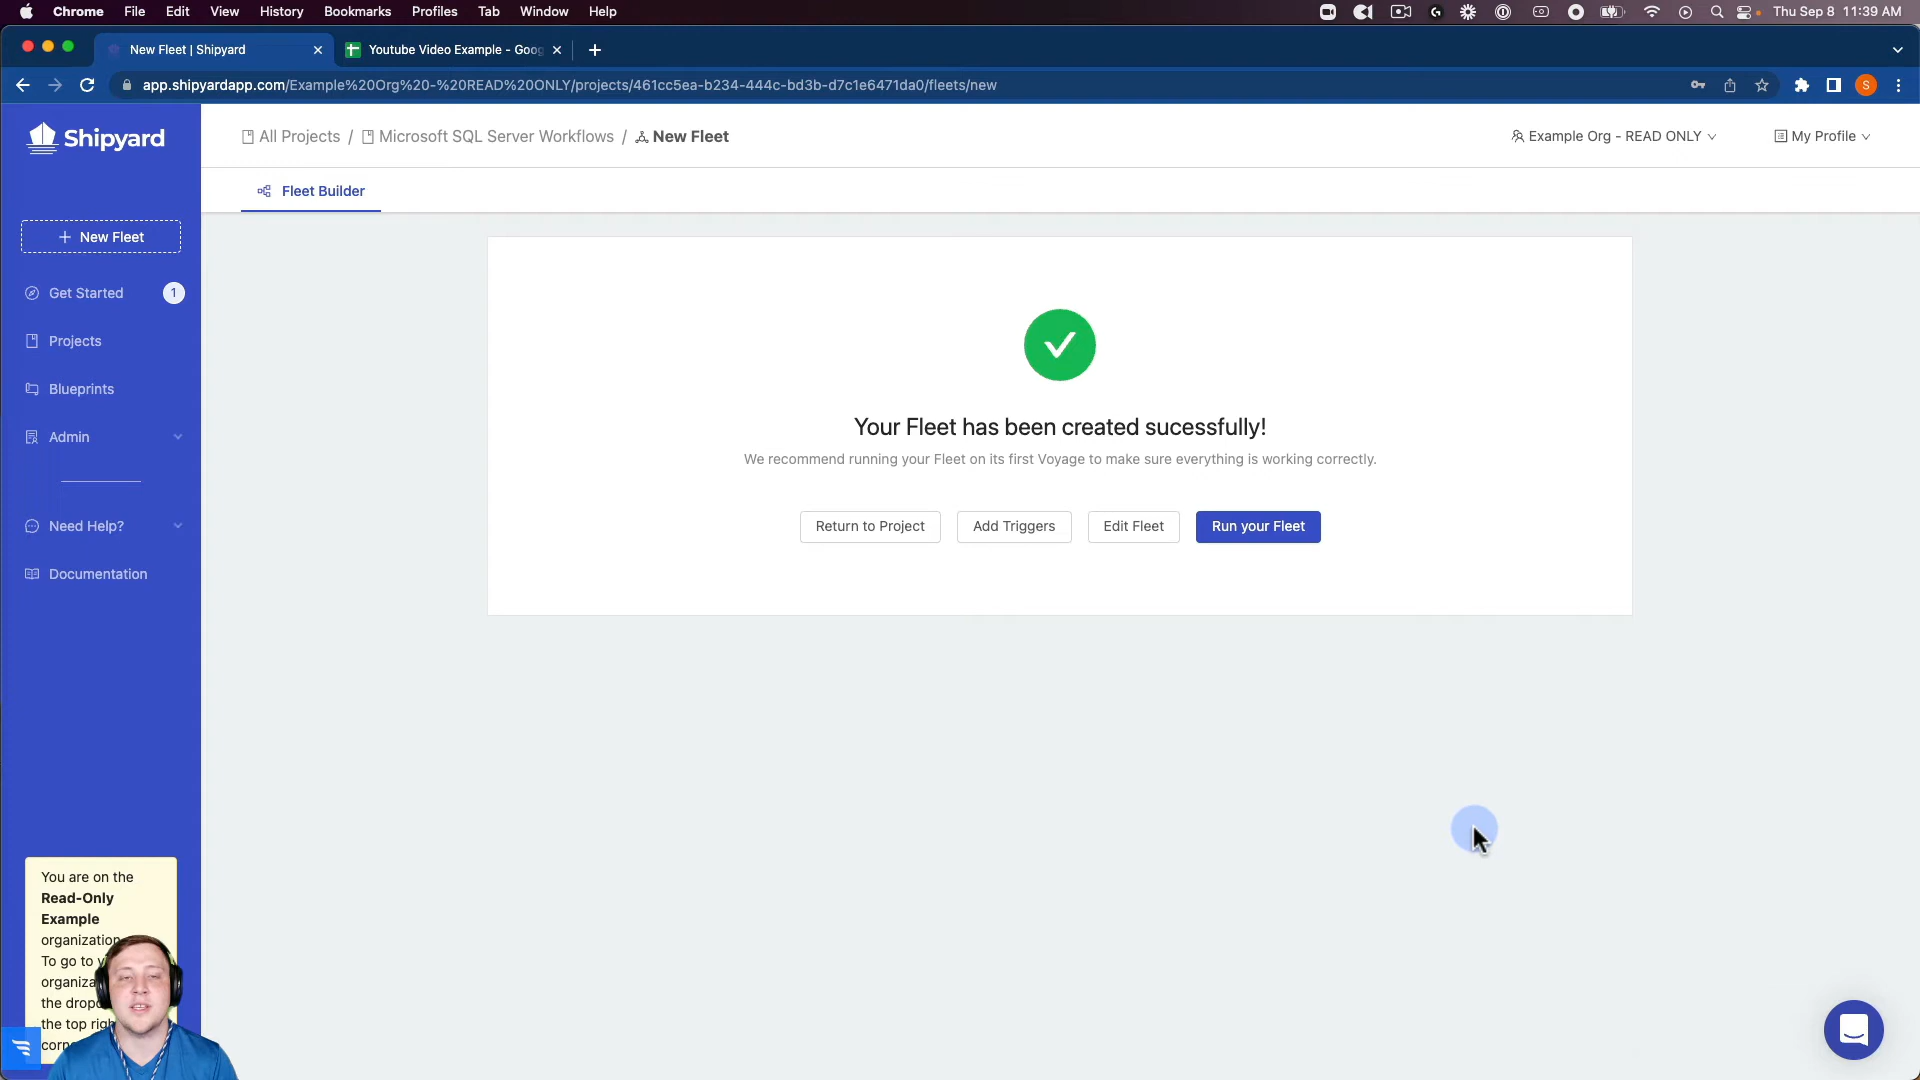 Chrome File Edit View History Bookmarks Profiles Tab Window Help Thu Sep 8 11:39 AM
New Fleet | Shipyard Youtube Video Example - Goog
app.shipyardapp.com/Example%20Org%20-%20READ%20ONLY/projects/461cc5ea-b234-444c-bd3b-d7c1e6471da0/fleets/new S
Shipyard
All Projects / Microsoft SQL Server Workflows / New Fleet
Example Org - READ ONLY
My Profile
Fleet Builder
+ New Fleet
Get Started 1
Projects
Blueprints
Admin
Need Help?
Documentation
Your Fleet has been created sucessfully!
We recommend running your Fleet on its first Voyage to make sure everything is working correctly.
Return to Project Add Triggers Edit Fleet Run your Fleet
You are on the
Read-Only
Example
organization
To go to
the
the top